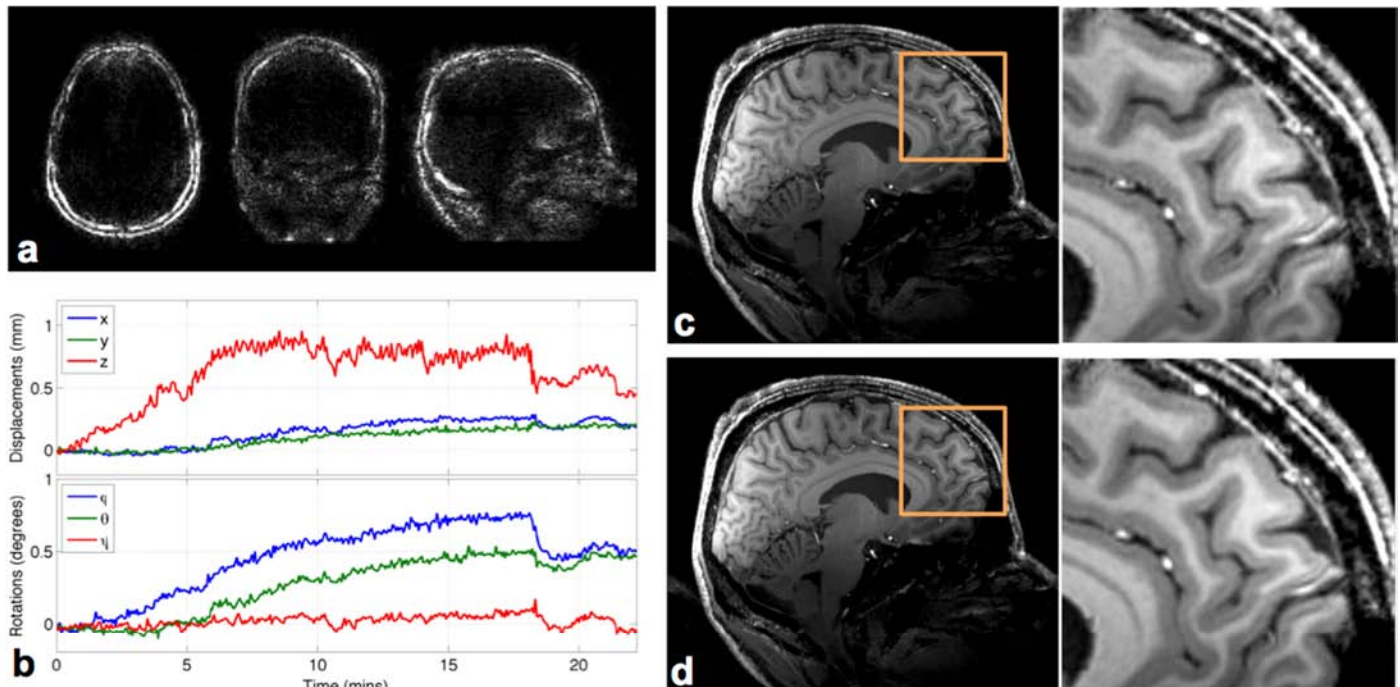 a
b
c
d
Displacements (mm)
1
0.5
0
x
y
z
Rotations (degrees)
1
0.5
0
θ
0
5
10
15
20
Time (mins)